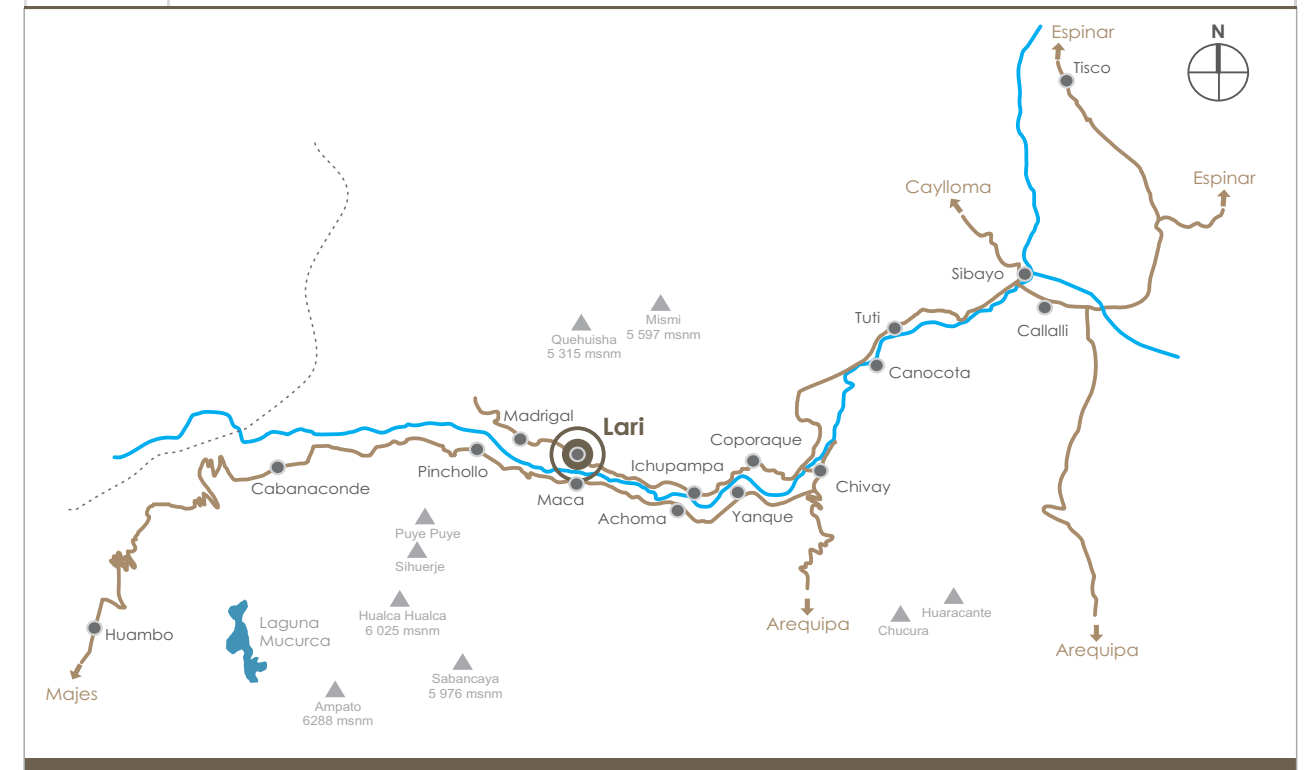 N
Espinar
Tisco
Espinar
Caylloma
Sibayo
Mismi
5 597 msnm
Tuti
Callalli
Quehuisha
5 315 msnm
Canocota
Madrigal
Lari
Coporaque
Pinchollo
Ichupampa
Cabanaconde
Chivay
Maca
Achoma
Yanque
Puye Puye
Sihuerje
Hualca Hualca
6 025 msnm
Laguna
Mucurca
Huaracante
Chucura
Arequipa
Huambo
Arequipa
Sabancaya
5 976 msnm
Majes
Ampato
6288 msnm